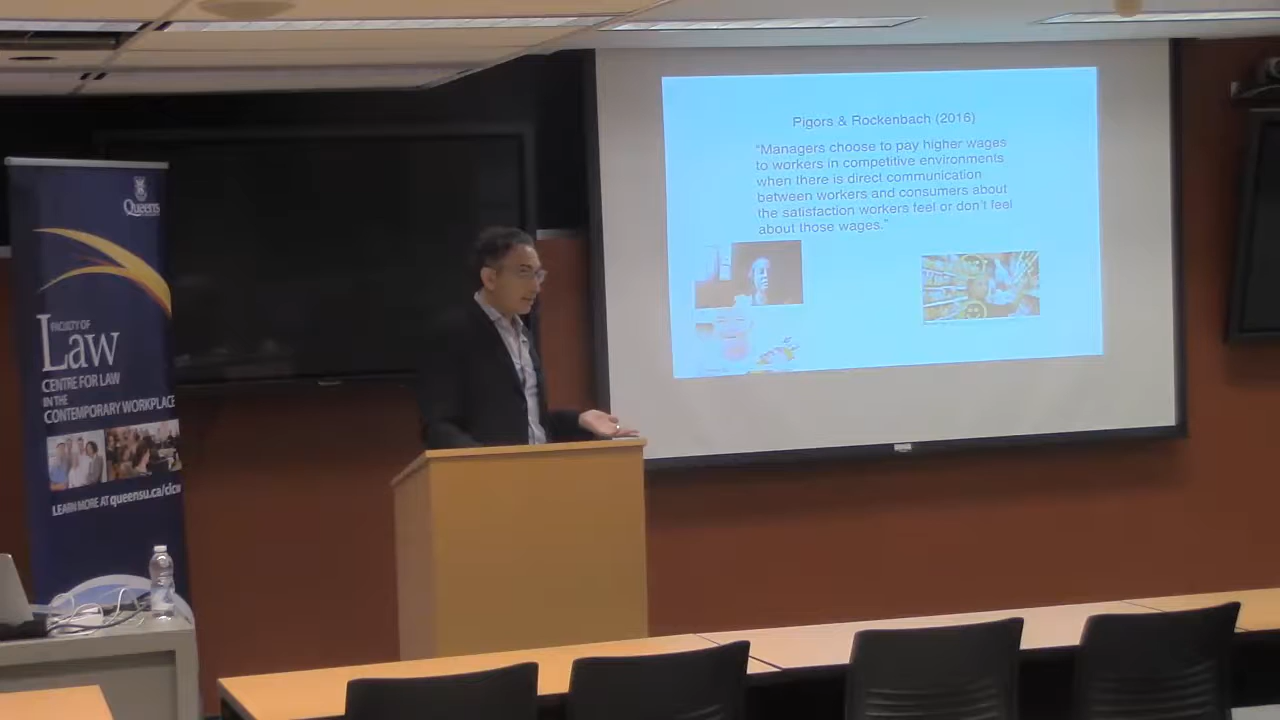 Queen's
FACULTY OF
Law
CENTRE FOR LAW
IN THE
CONTEMPORARY WORKPLACE
LEARN MORE AT queensu.ca/clcw
Pigors & Rockenbach (2016)
“Managers choose to pay higher wages
to workers in competitive environments
when there is direct communication
between workers and consumers about
the satisfaction workers feel or don’t feel
about those wages.”